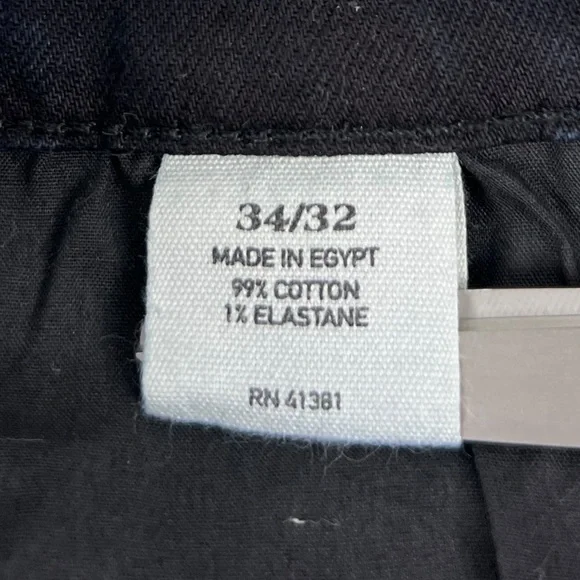 34/32
MADE IN EGYPT
99% COTTON
1% ELASTANE
RN 41381